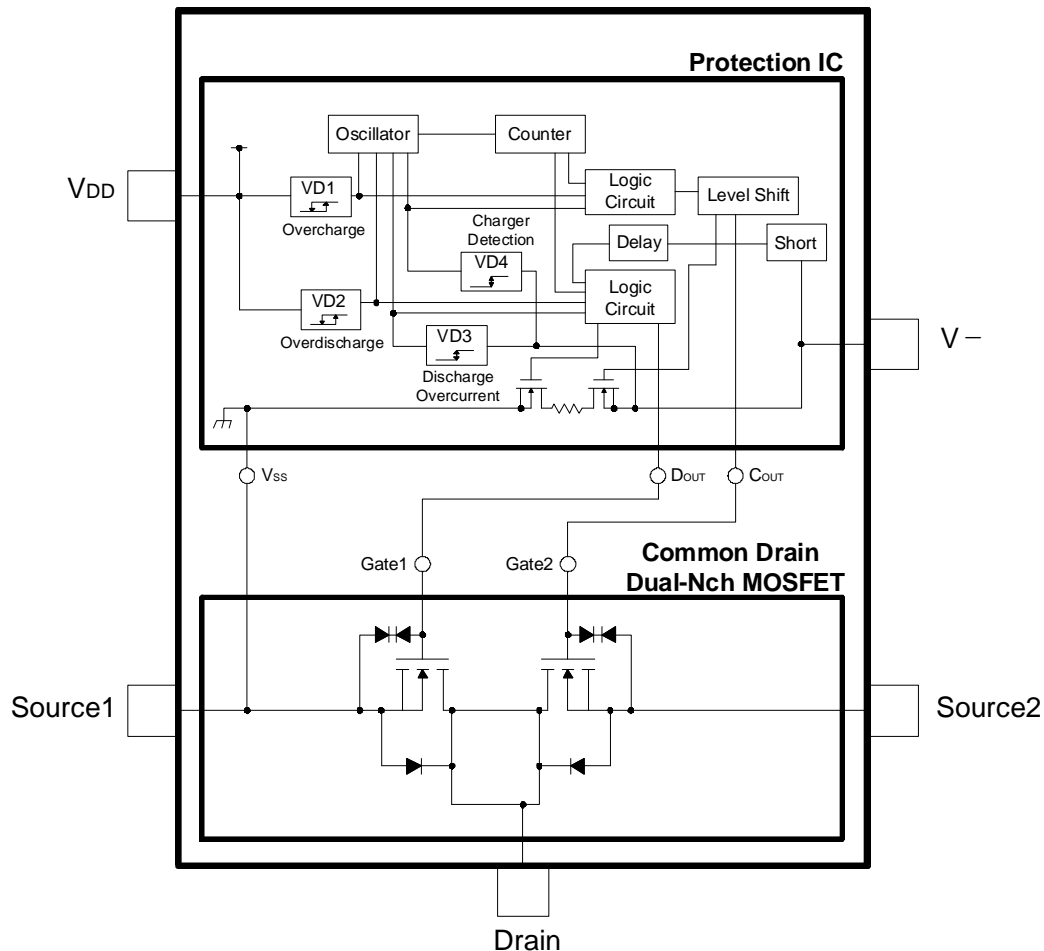 Protection IC
Oscillator
Counter
VDD
VD1
Overcharge
Logic
Circuit
Level Shift
Charger
Detection
VD4
Delay
Short
VD2
Overdischarge
Logic
Circuit
VD3
Discharge
Overcurrent
V－
VSS
DOUT
COUT
Gate1
Gate2
Common Drain
Dual-Nch MOSFET
Source1
Source2
Drain